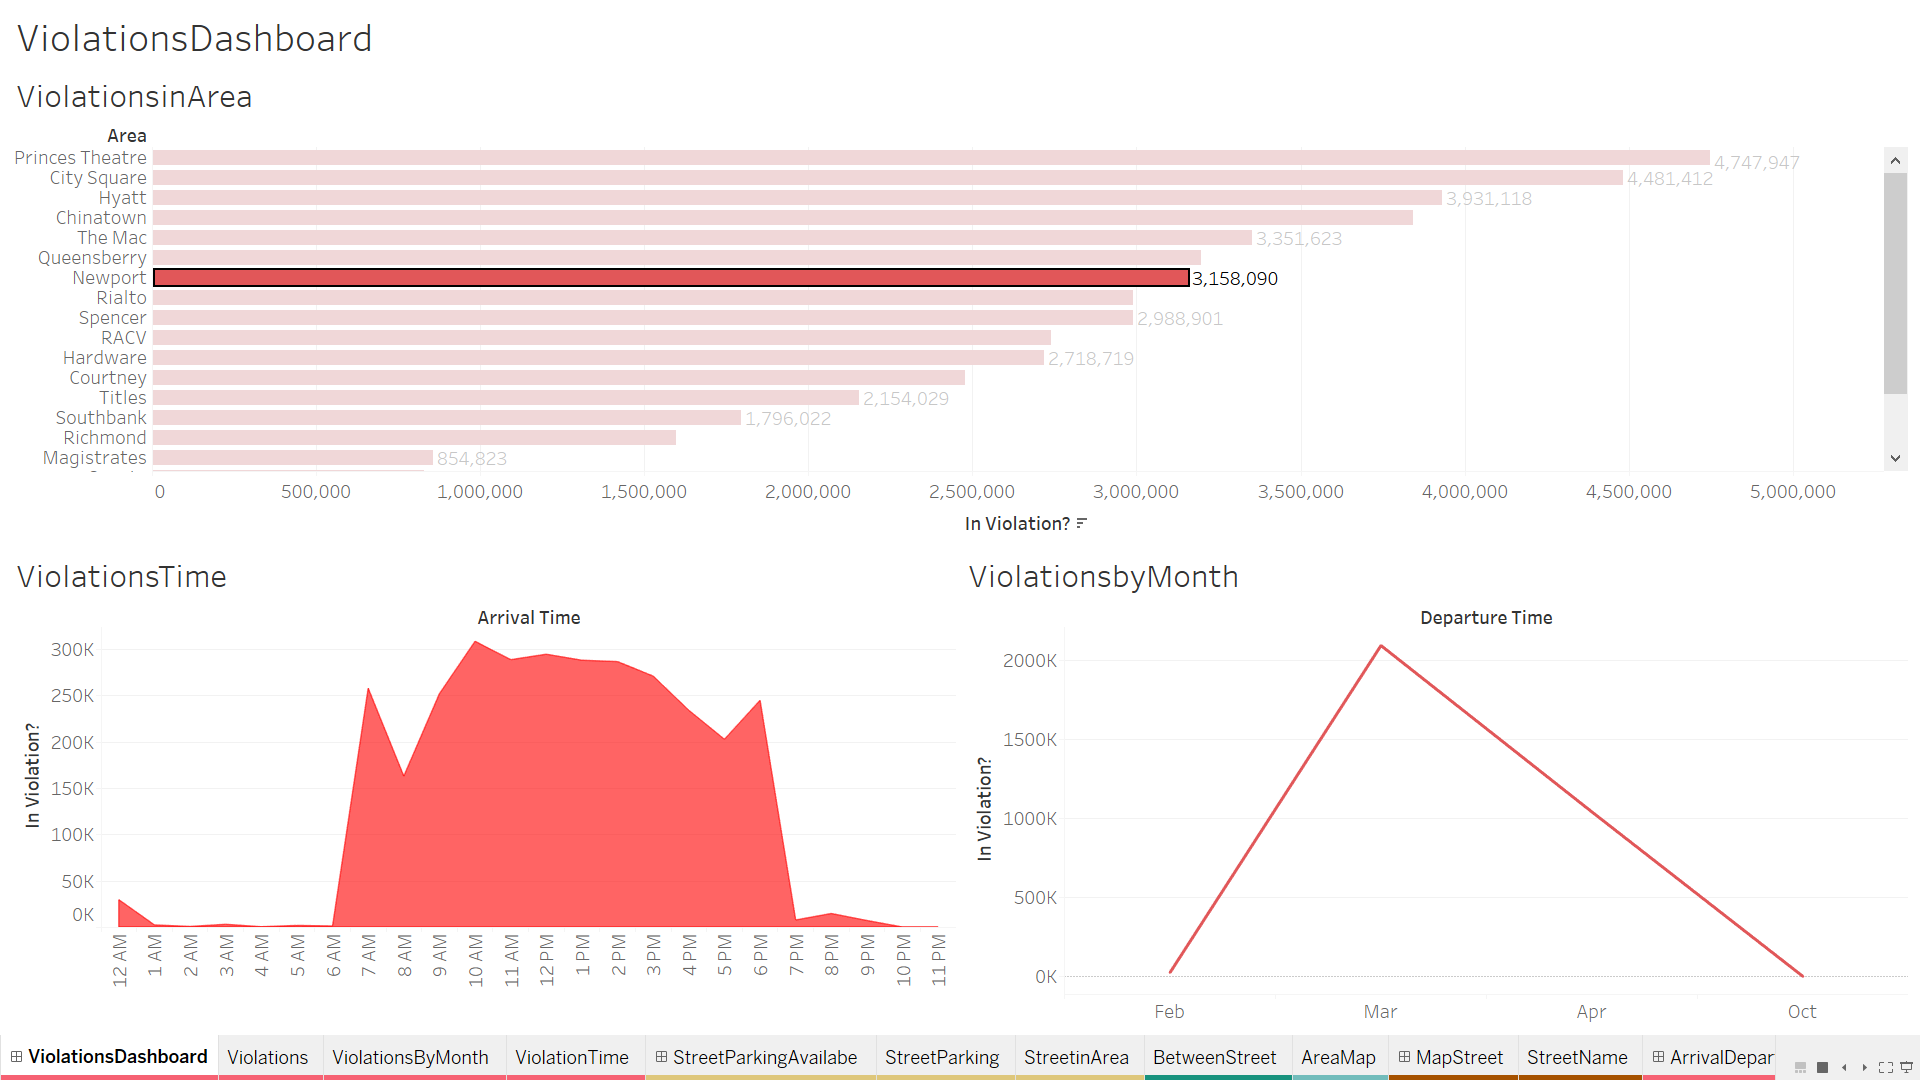 ViolationsDashboard
ViolationsinArea
Area
Princes Theatre 4,747,947
City Square 4,481,412
Hyatt 3,931,118
Chinatown
The Mac 3,351,623
Queensberry
Newport 3,158,090
Rialto
Spencer 2,988,901
RACV
Hardware 2,718,719
Courtney
Titles 2,154,029
Southbank 1,796,022
Richmond
Magistrates 854,823
0 500,000 1,000,000 1,500,000 2,000,000 2,500,000 3,000,000 3,500,000 4,000,000 4,500,000 5,000,000
In Violation?
ViolationsTime
Arrival Time
In Violation?
300K
250K
200K
150K
100K
50K
0K
12 AM 1 AM 2 AM 3 AM 4 AM 5 AM 6 AM 7 AM 8 AM 9 AM 10 AM 11 AM 12 PM 1 PM 2 PM 3 PM 4 PM 5 PM 6 PM 7 PM 8 PM 9 PM 10 PM 11 PM
ViolationsbyMonth
Departure Time
In Violation?
2000K
1500K
1000K
500K
0K
Feb Mar Apr Oct
ViolationsDashboard Violations ViolationsByMonth ViolationTime StreetParkingAvailabe StreetParking StreetinArea BetweenStreet AreaMap MapStreet StreetName ArrivalDepar